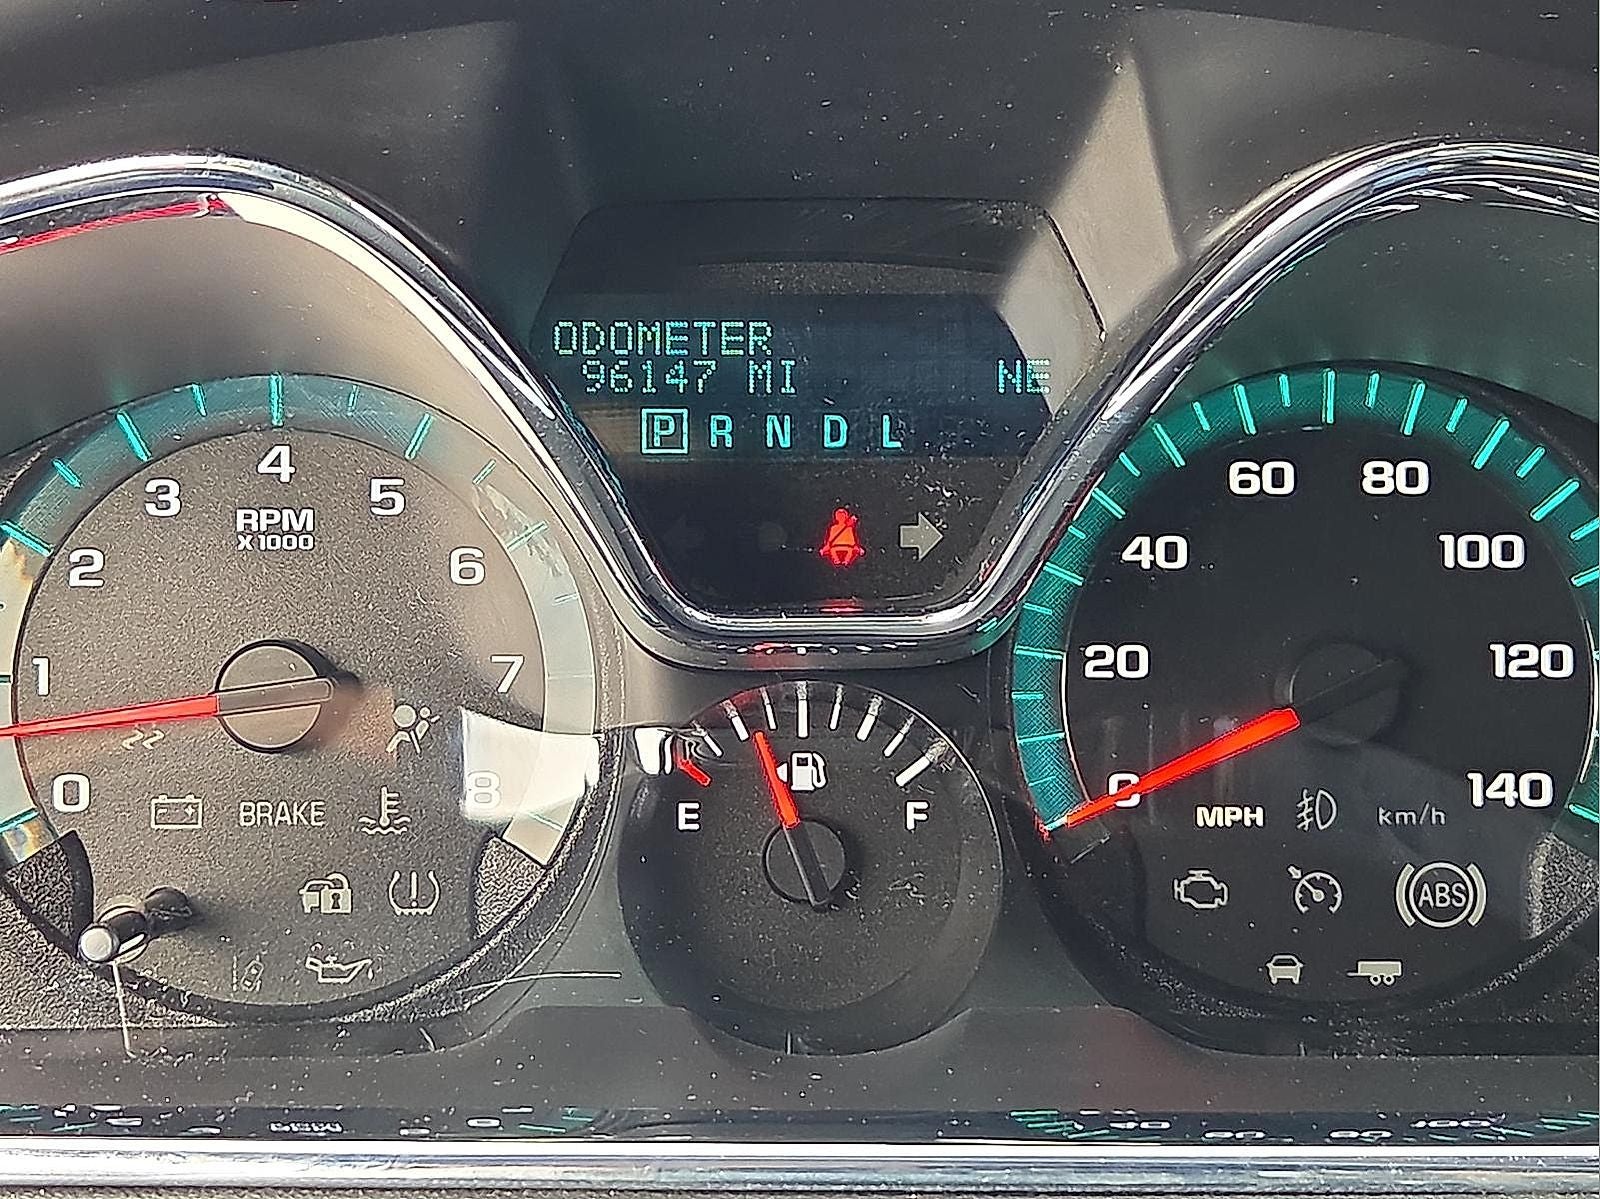 ODOMETER
96147 MI NE
P R N D L
4
3 5
RPM
X1000
2 6
1 7
0 8
BRAKE
E F
60 80
40 100
20 120
0 140
MPH km/h
ABS